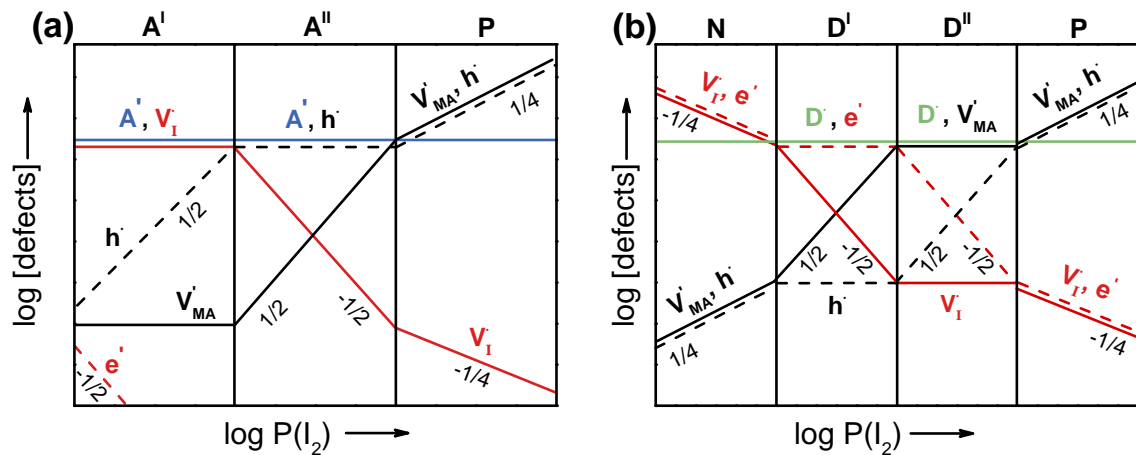 (a)
A^I A^II P
V'_MA, h·
1/4
A', V_I· A', h·
h·
1/2
V'_MA
1/2
-1/2
V_I·
-1/4
e'
-1/2
log [defects]
log P(I₂)
(b)
N D^I D^II P
V_I·, e'
-1/4
D·, e' D·, V'_MA
V'_MA, h·
1/4
V'_MA, h·
1/4
1/2
-1/2
1/2
-1/2
h·
V_I·
V_I·, e'
-1/4
log [defects]
log P(I₂)